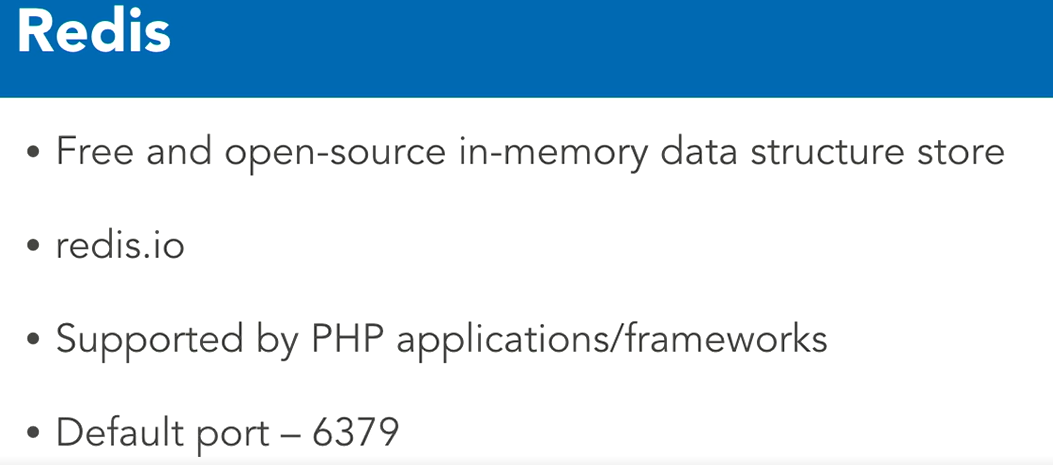 Redis
• Free and open-source in-memory data structure store
• redis.io
• Supported by PHP applications/frameworks
• Default port – 6379